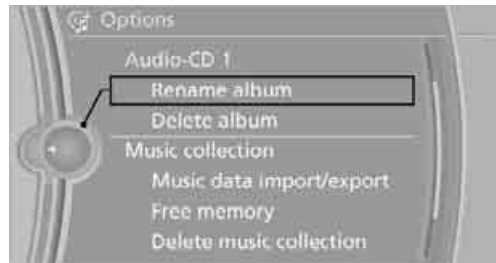 Options
Audio-CD 1
Rename album
Delete album
Music collection
Music data import/export
Free memory
Delete music collection